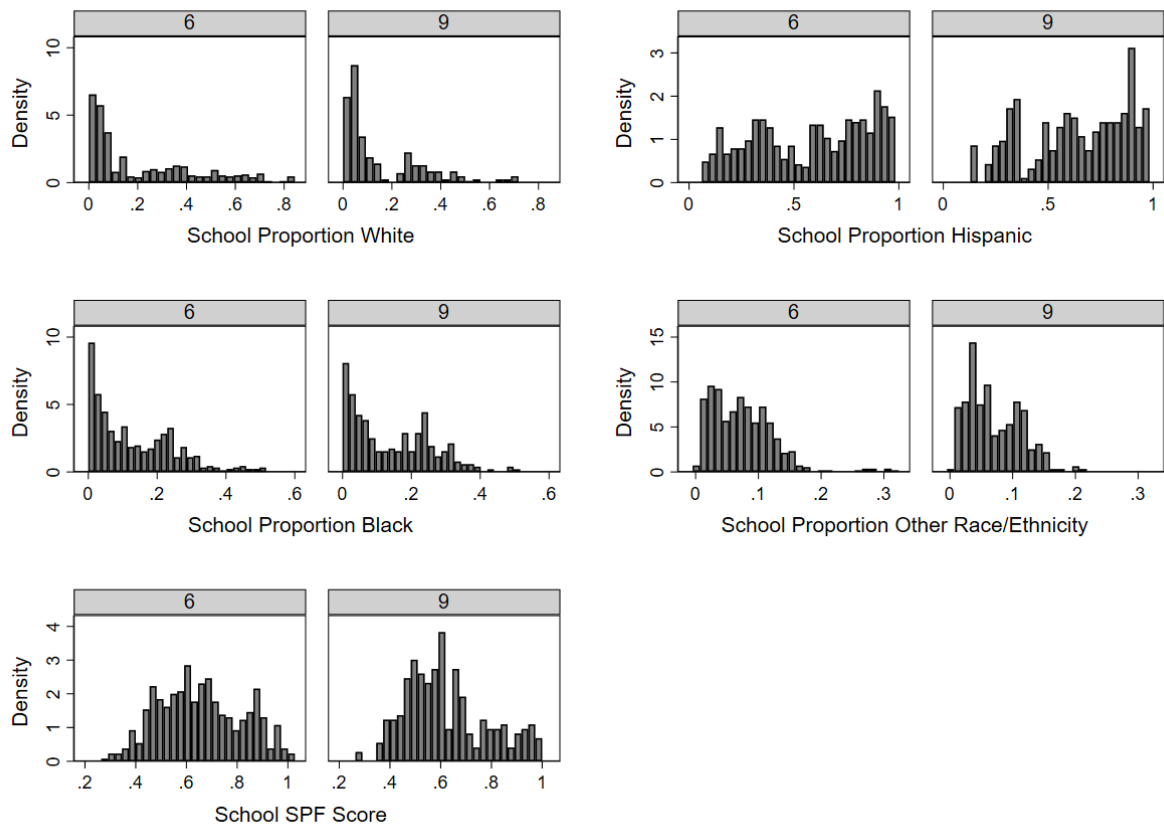 6 9
Density
10
5
0
0 .2 .4 .6 .8 0 .2 .4 .6 .8
School Proportion White
6 9
Density
3
2
1
0
0 .5 1 0 .5 1
School Proportion Hispanic
6 9
Density
10
5
0
0 .2 .4 .6 0 .2 .4 .6
School Proportion Black
6 9
Density
15
10
5
0
0 .1 .2 .3 0 .1 .2 .3
School Proportion Other Race/Ethnicity
6 9
Density
4
3
2
1
0
.2 .4 .6 .8 1 .2 .4 .6 .8 1
School SPF Score